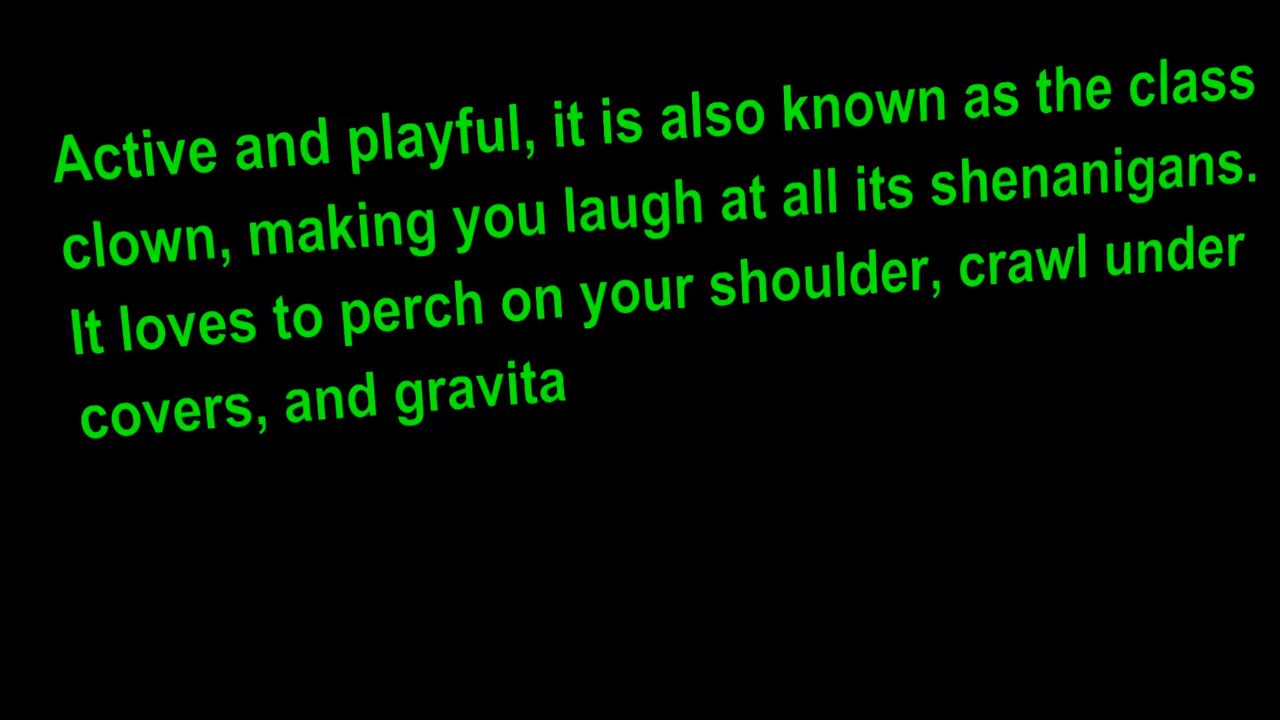 Active and playful, it is also known as the class
clown, making you laugh at all its shenanigans.
It loves to perch on your shoulder, crawl under
covers, and gravita